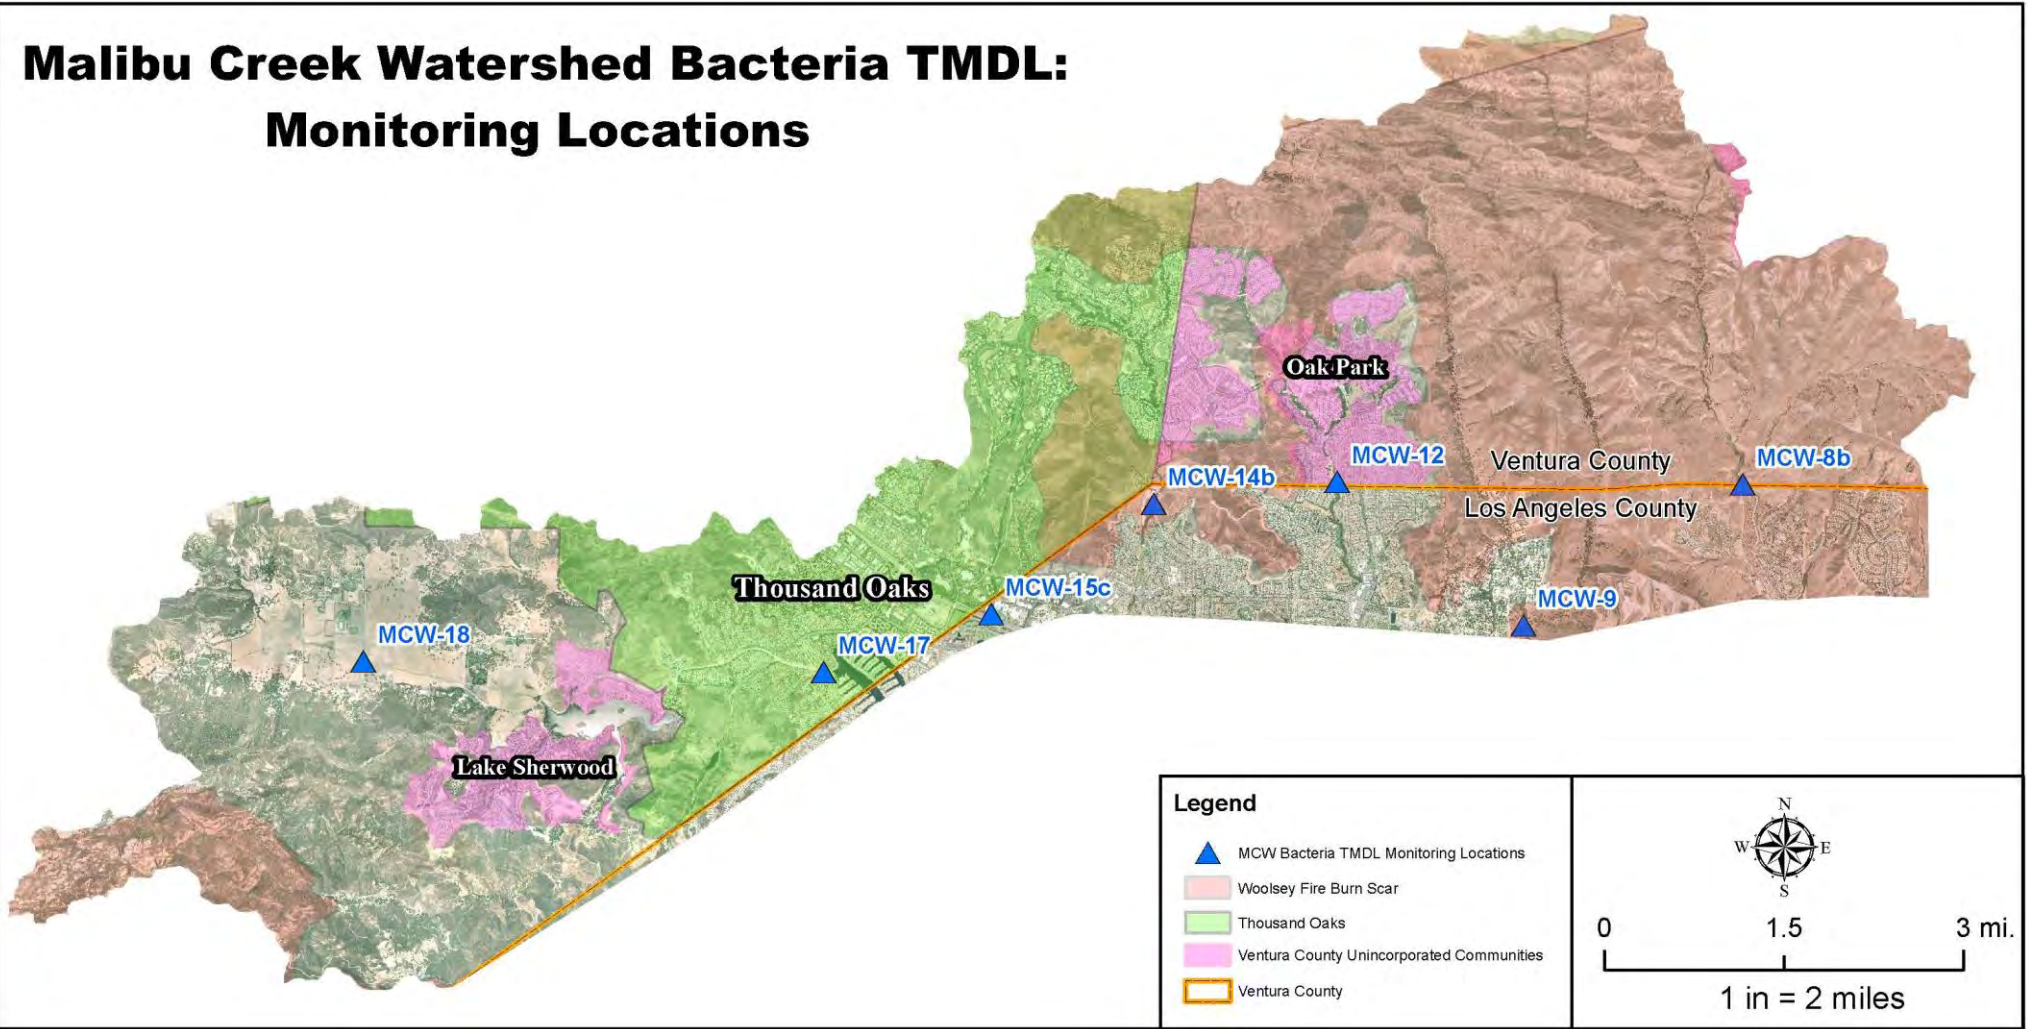 Malibu Creek Watershed Bacteria TMDL:
Monitoring Locations
Oak Park
MCW-12
MCW-14b
Ventura County
MCW-8b
Los Angeles County
Thousand Oaks
MCW-15c
MCW-9
MCW-18
MCW-17
Lake Sherwood
Legend
MCW Bacteria TMDL Monitoring Locations
Woolsey Fire Burn Scar
Thousand Oaks
Ventura County Unincorporated Communities
Ventura County
N
W E
S
0 1.5 3 mi.
1 in = 2 miles